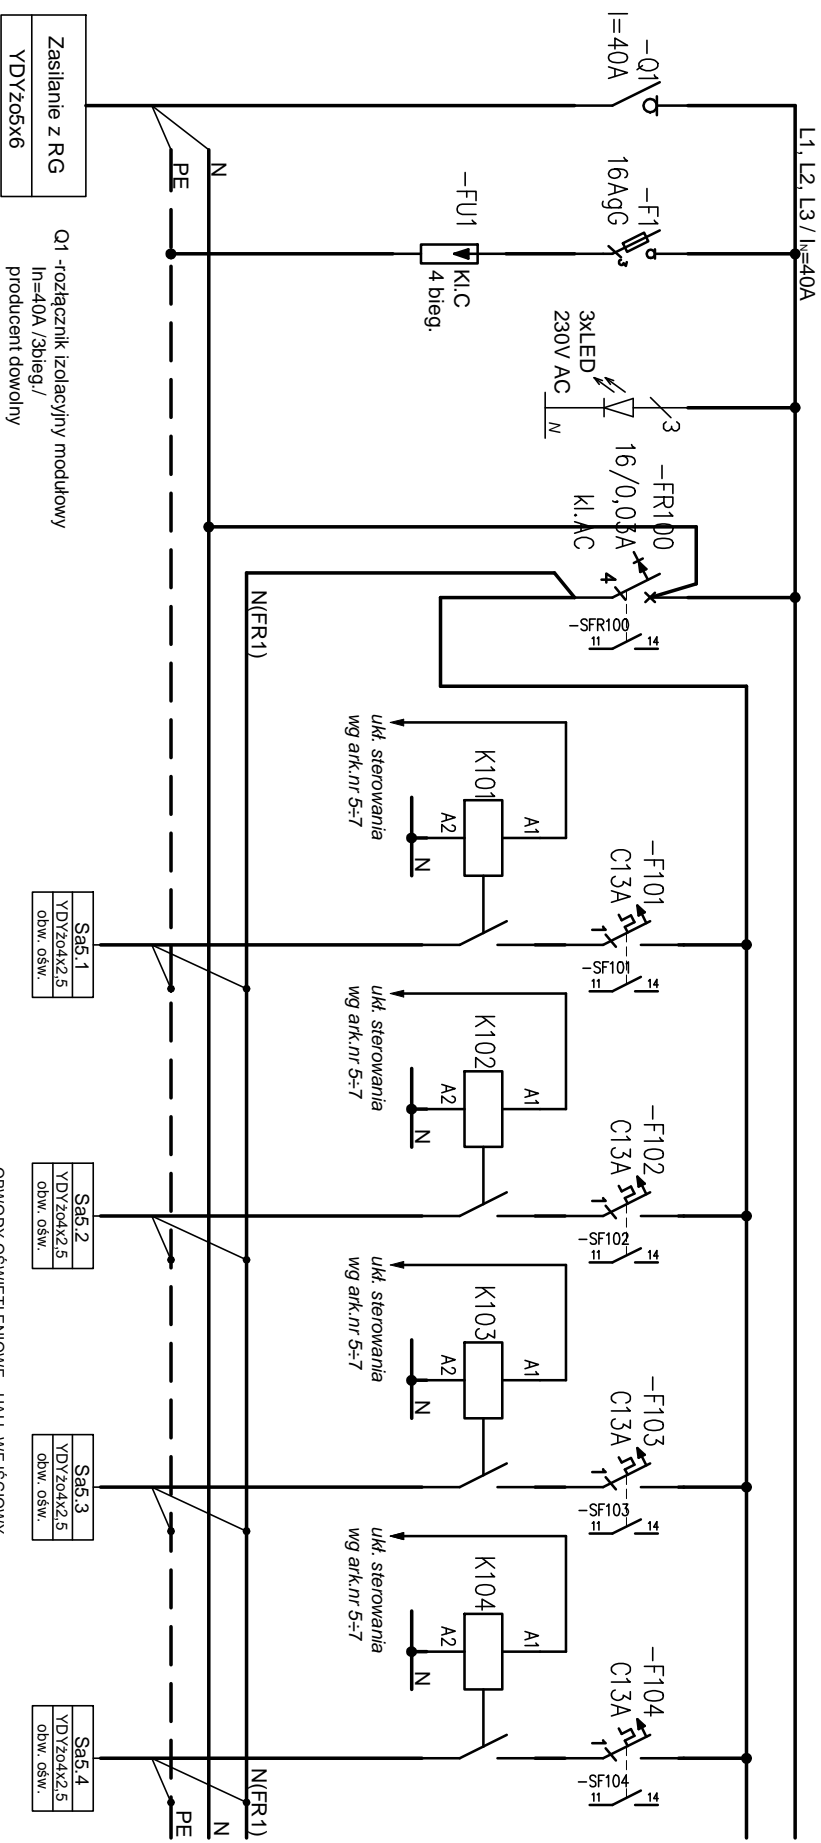 L1, L2, L3 / IN=40A
-Q1
I=40A
-F1
16AgG
-FU1
Kl.C
4 bieg.
3xLED
230V AC
3
N
-FR100
16/0,03A
kl.AC
4
-SFR100
11
14
N
PE
N(FR1)
Zasilanie z RG
YDYżo5x6
Q1 -rozłącznik izolacyjny modułowy
In=40A /3bieg./
producent dowolny
-F101
C13A
1
-SF101
11
14
K101
A1
A2
N
ukł. sterowania
wg ark.nr 5÷7
Sa5.1
YDYżo4x2,5
obw. ośw.
-F102
C13A
1
-SF102
11
14
K102
A1
A2
N
ukł. sterowania
wg ark.nr 5÷7
Sa5.2
YDYżo4x2,5
obw. ośw.
-F103
C13A
1
-SF103
11
14
K103
A1
A2
N
ukł. sterowania
wg ark.nr 5÷7
Sa5.3
YDYżo4x2,5
obw. ośw.
-F104
C13A
1
-SF104
11
14
K104
A1
A2
N
ukł. sterowania
wg ark.nr 5÷7
Sa5.4
YDYżo4x2,5
obw. ośw.
N(FR1)
N
PE